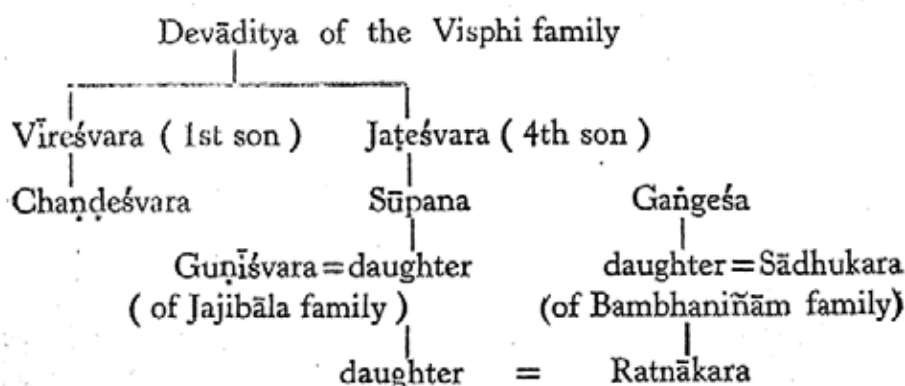 Devāditya of the Visphi family
Vīreśvara ( 1st son ) Jaṭeśvara ( 4th son )
Chaṇḍeśvara Sūpana Gaṅgeśa
Guṇīśvara = daughter daughter = Sādhukara
( of Jajibāla family ) (of Bambhaniñām family)
daughter = Ratnākara